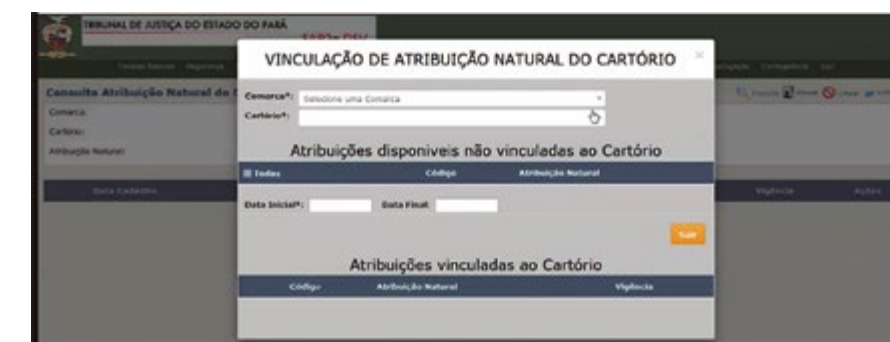 TRIBUNAL DE JUSTIÇA DO ESTADO DO PARÁ
VINCULAÇÃO DE ATRIBUIÇÃO NATURAL DO CARTÓRIO ×
Consulta Atribuição Natural do
Comarca*: Selecione uma Comarca
Comarca:
Cartório*:
Cartório:
Atribuição Natural:
Atribuições disponiveis não vinculadas ao Cartório
Todos Código Atribuição Natural
Data Cadastro Vigência Ações
Data Inicial*: Data Final:
Sair
Atribuições vinculadas ao Cartório
Código Atribuição Natural Vigência